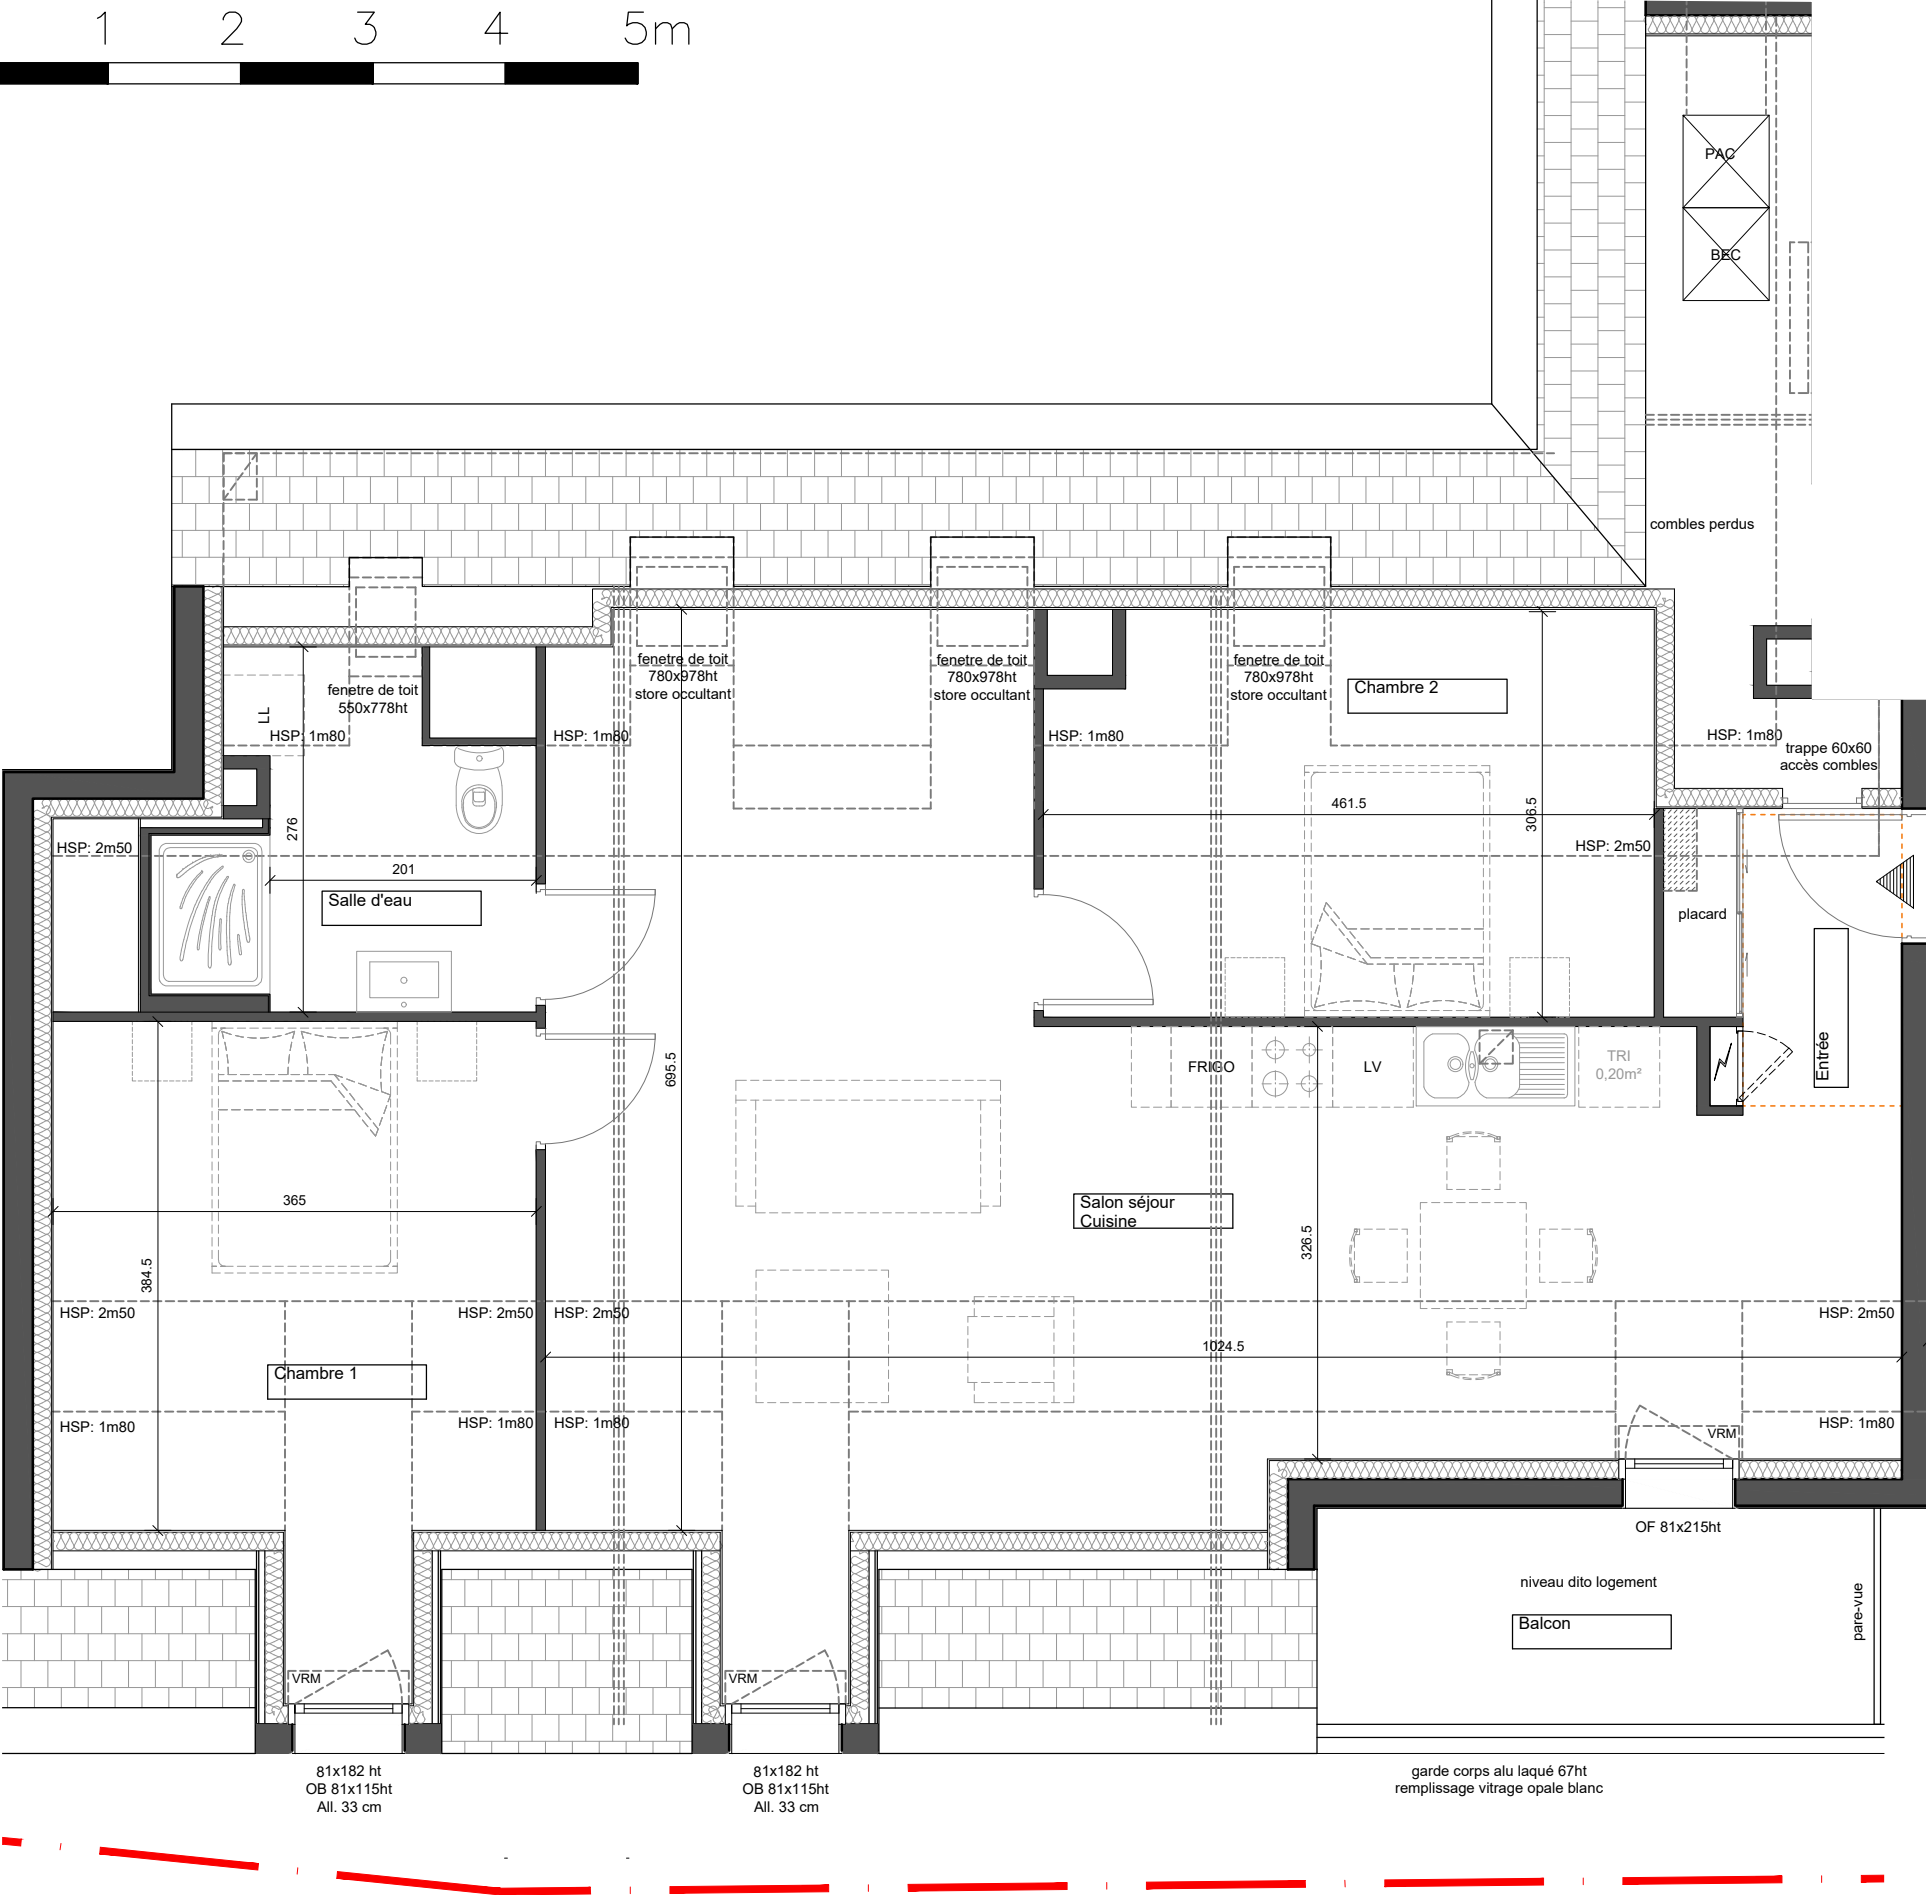 1 2 3 4 5m
PAC
BEC
combles perdus
fenetre de toit
780x978ht
store occultant
fenetre de toit
780x978ht
store occultant
fenetre de toit
780x978ht
store occultant
Chambre 2
fenetre de toit
550x778ht
LL
HSP: 1m80
HSP: 1m80
HSP: 1m80
HSP: 1m80
trappe 60x60
accès combles
461.5
306.5
276
HSP: 2m50
HSP: 2m50
201
Salle d'eau
placard
Entrée
695.5
FRIGO
LV
TRI
0,20m²
365
Salon séjour
Cuisine
326.5
384.5
HSP: 2m50
HSP: 2m50
HSP: 2m50
HSP: 2m50
1024.5
Chambre 1
HSP: 1m80
HSP: 1m80
HSP: 1m80
HSP: 1m80
VRM
OF 81x215ht
niveau dito logement
Balcon
pare-vue
VRM
VRM
81x182 ht
OB 81x115ht
All. 33 cm
81x182 ht
OB 81x115ht
All. 33 cm
garde corps alu laqué 67ht
remplissage vitrage opale blanc